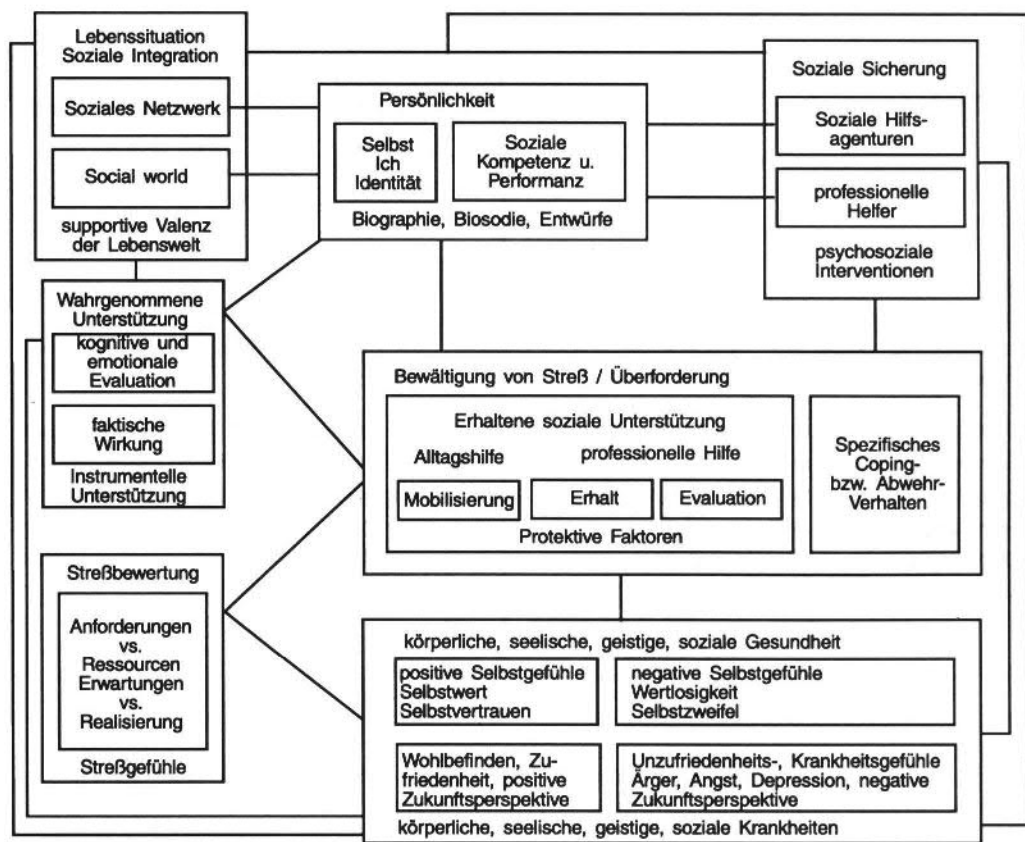 Lebenssituation
Soziale Integration
Soziales Netzwerk
Social world
supportive Valenz
der Lebenswelt
Persönlichkeit
Selbst
Ich
Identität
Soziale
Kompetenz u.
Performanz
Biographie, Biosodie, Entwürfe
Soziale Sicherung
Soziale Hilfs-
agenturen
professionelle
Helfer
psychosoziale
Interventionen
Wahrgenommene
Unterstützung
kognitive und
emotionale
Evaluation
faktische
Wirkung
Instrumentelle
Unterstützung
Bewältigung von Streß / Überforderung
Erhaltene soziale Unterstützung
Alltagshilfe
professionelle Hilfe
Mobilisierung
Erhalt
Evaluation
Protektive Faktoren
Spezifisches
Coping-
bzw. Abwehr-
Verhalten
Streßbewertung
Anforderungen
vs.
Ressourcen
Erwartungen
vs.
Realisierung
Streßgefühle
körperliche, seelische, geistige, soziale Gesundheit
positive Selbstgefühle
Selbstwert
Selbstvertrauen
negative Selbstgefühle
Wertlosigkeit
Selbstzweifel
Wohlbefinden, Zu-
friedenheit, positive
Zukunftsperspektive
Unzufriedenheits-, Krankheitsgefühle
Ärger, Angst, Depression, negative
Zukunftsperspektive
körperliche, seelische, geistige, soziale Krankheiten